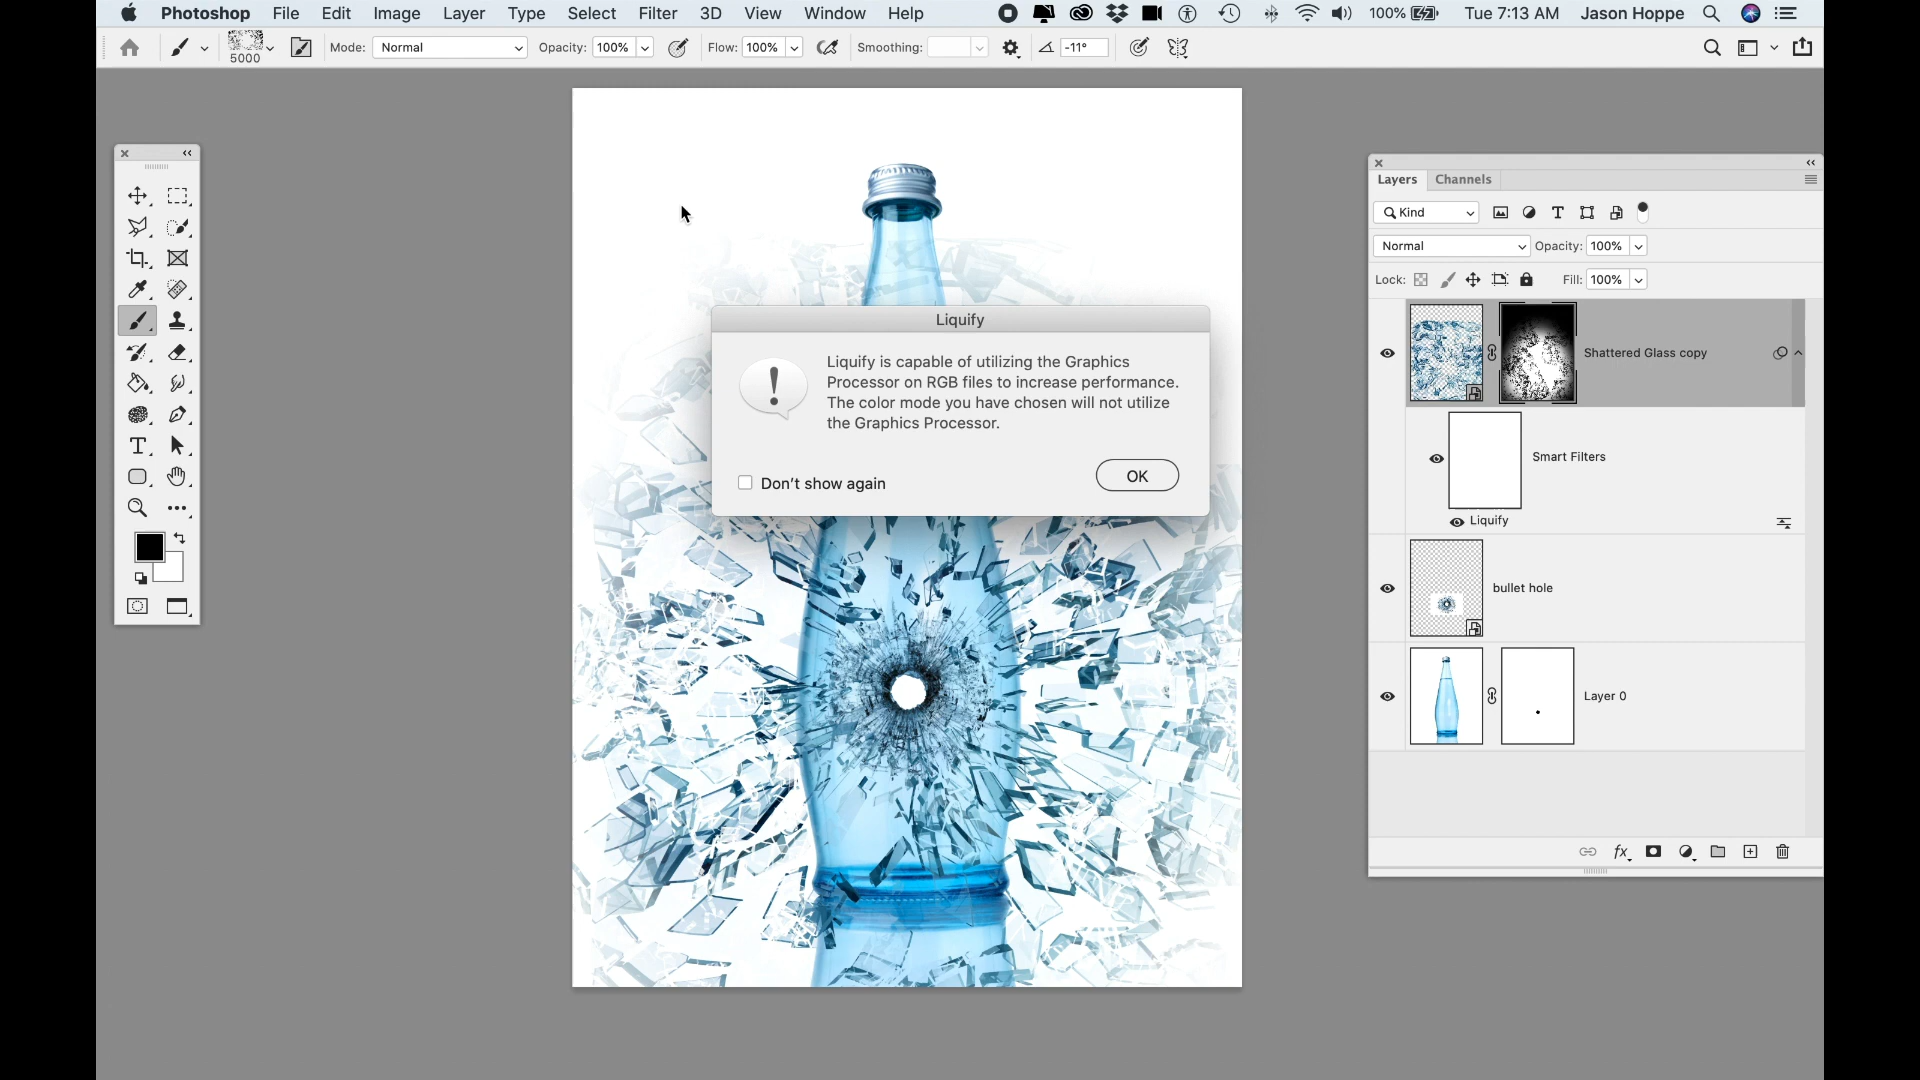 Photoshop File Edit Image Layer Type Select Filter 3D View Window Help 100% Tue 7:13 AM Jason Hoppe
5000 Mode: Normal Opacity: 100% Flow: 100% Smoothing: -11°
Layers Channels
Kind
Normal Opacity: 100%
Lock: Fill: 100%
Liquify
Liquify is capable of utilizing the Graphics
Processor on RGB files to increase performance.
The color mode you have chosen will not utilize
the Graphics Processor.
Don't show again OK
Shattered Glass copy
Smart Filters
Liquify
bullet hole
Layer 0